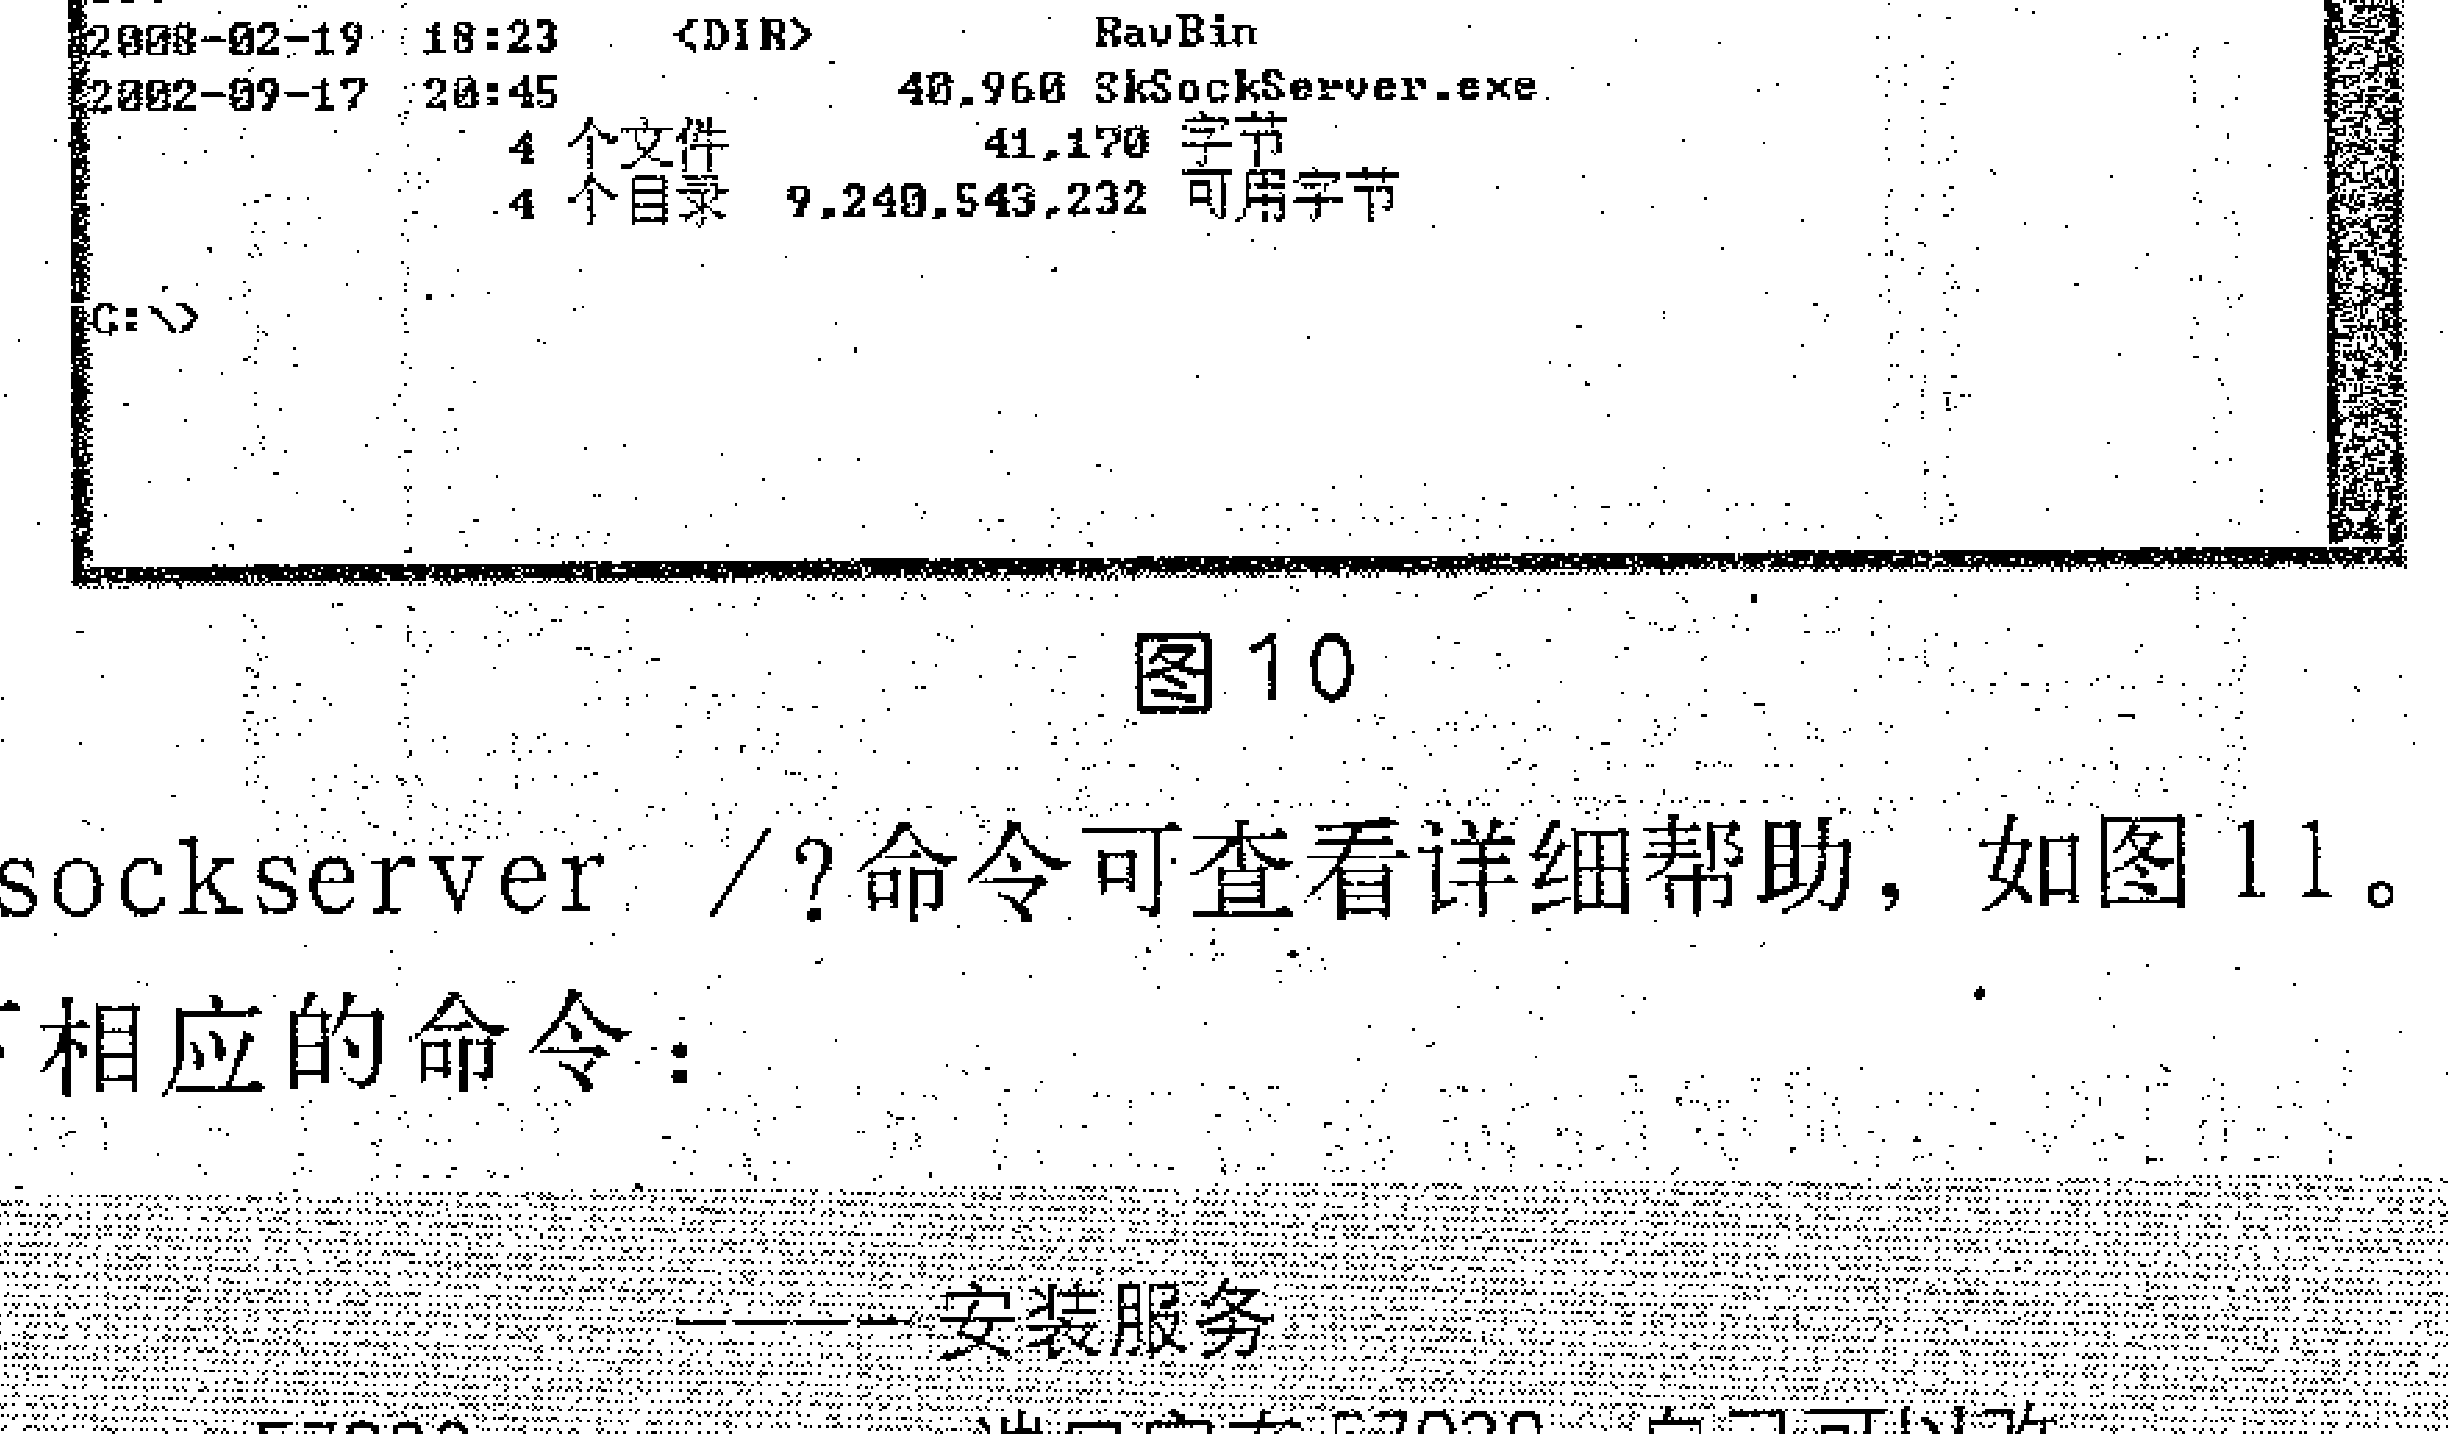 2008-02-19 18:23 <DIR> RavBin
2002-09-17 20:45 40,960 SkSockServer.exe
4 个文件 41,170 字节
4 个目录 9,240,543,232 可用字节
C:\>
图10
sockserver /?命令可查看详细帮助，如图11。
相应的命令：
————安装服务